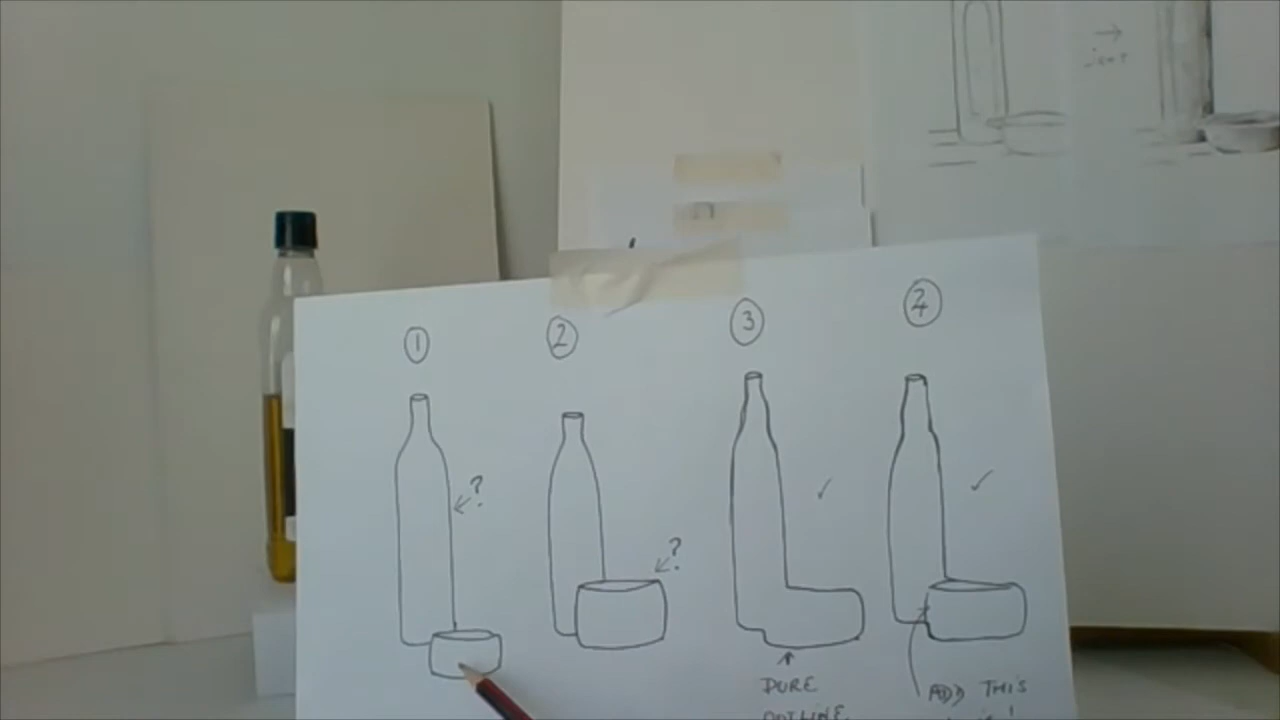 ① ② ③ ④
?
?
PURE
OUTLINE
ADD THIS